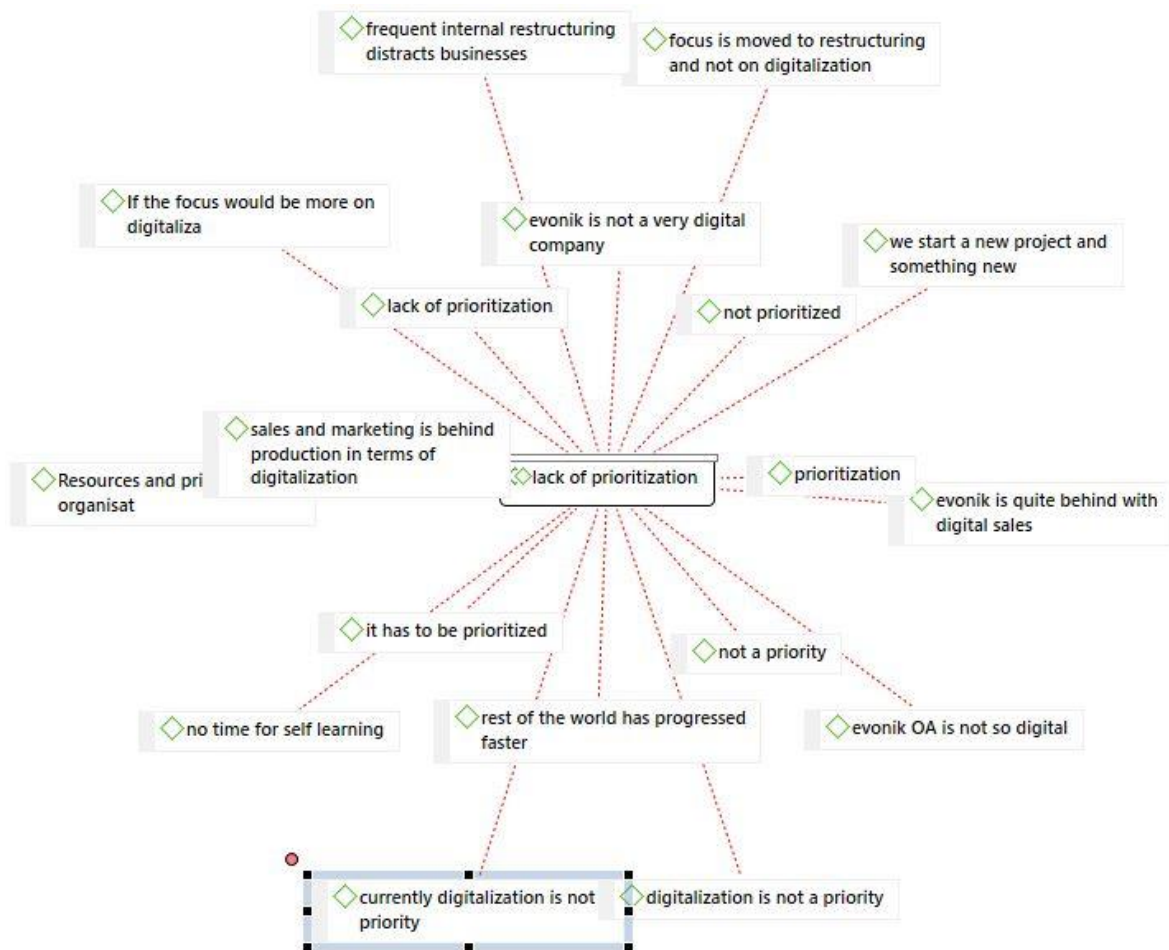 frequent internal restructuring
distracts businesses
focus is moved to restructuring
and not on digitalization
If the focus would be more on
digitaliza
evonik is not a very digital
company
we start a new project and
something new
lack of prioritization
not prioritized
sales and marketing is behind
production in terms of
digitalization
Resources and pri
organisat
lack of prioritization
prioritization
evonik is quite behind with
digital sales
it has to be prioritized
not a priority
no time for self learning
rest of the world has progressed
faster
evonik OA is not so digital
currently digitalization is not
priority
digitalization is not a priority